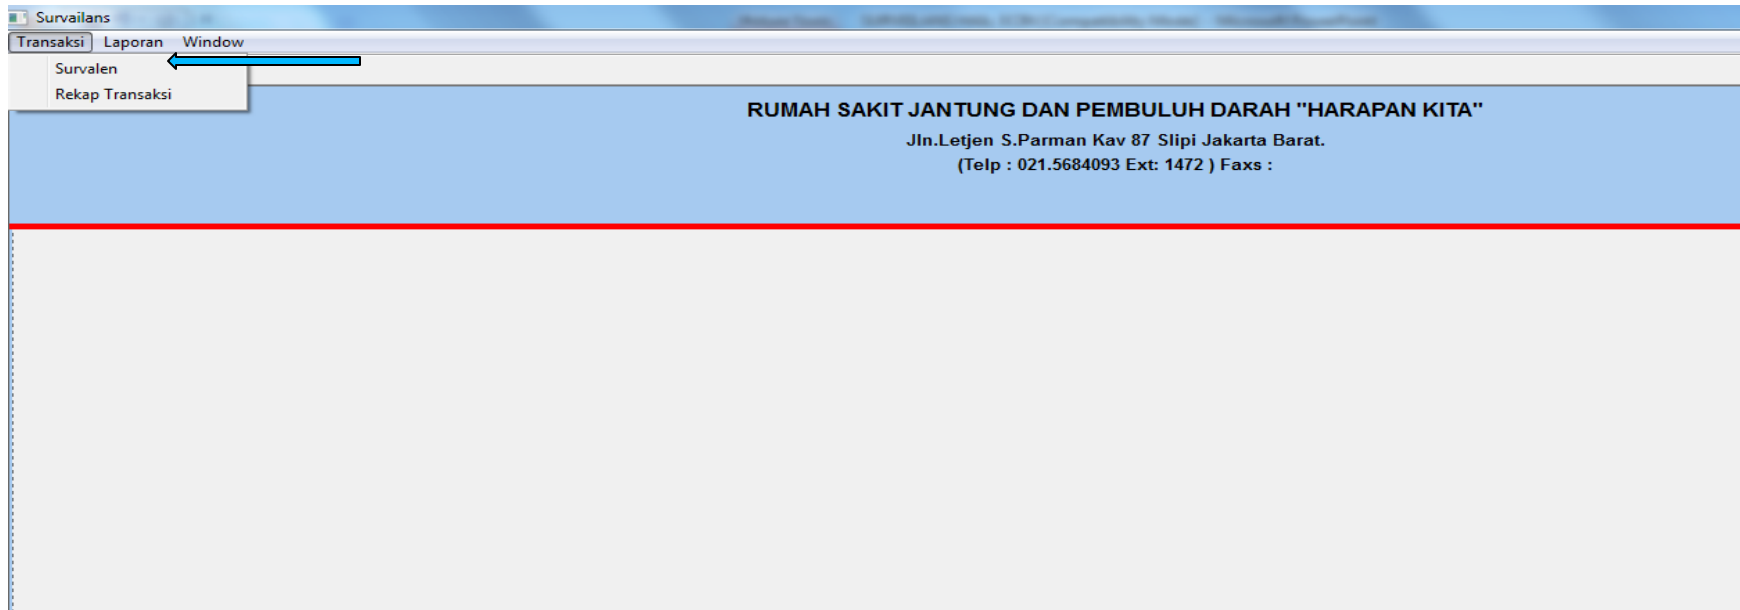 Survailans
Transaksi Laporan Window
Survalen
Rekap Transaksi
RUMAH SAKIT JANTUNG DAN PEMBULUH DARAH "HARAPAN KITA"
Jln.Letjen S.Parman Kav 87 Slipi Jakarta Barat.
(Telp : 021.5684093 Ext: 1472 ) Faxs :